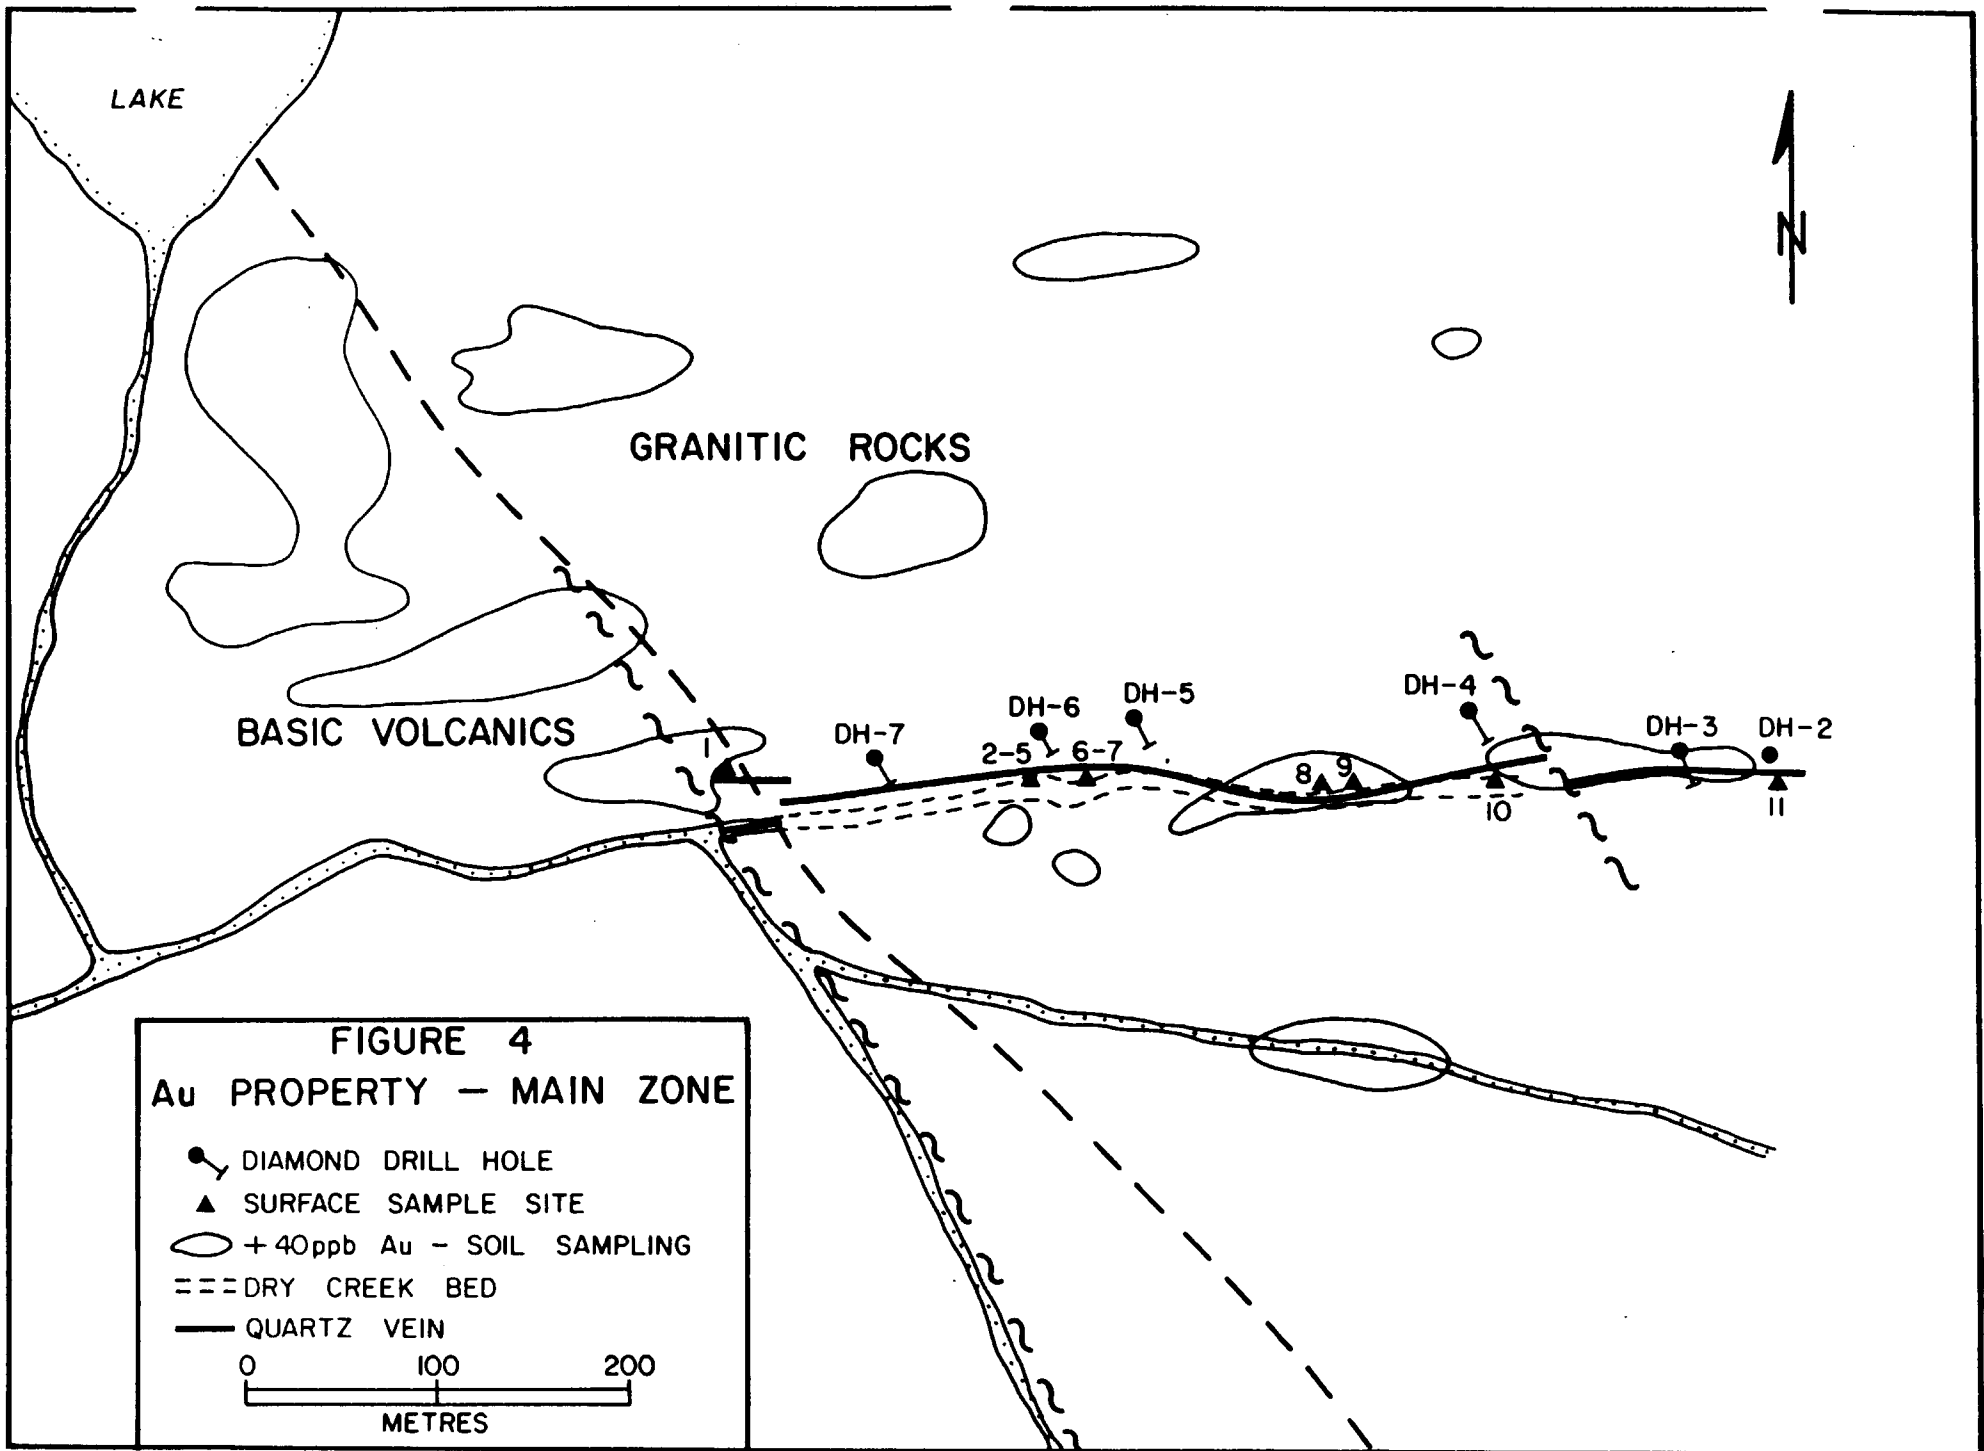 LAKE
N
GRANITIC ROCKS
BASIC VOLCANICS
DH-7
DH-6
DH-5
DH-4
DH-3
DH-2
1
2-5
6-7
8
9
10
11
FIGURE 4
Au PROPERTY — MAIN ZONE
DIAMOND DRILL HOLE
SURFACE SAMPLE SITE
+40ppb Au - SOIL SAMPLING
DRY CREEK BED
QUARTZ VEIN
0 100 200
METRES